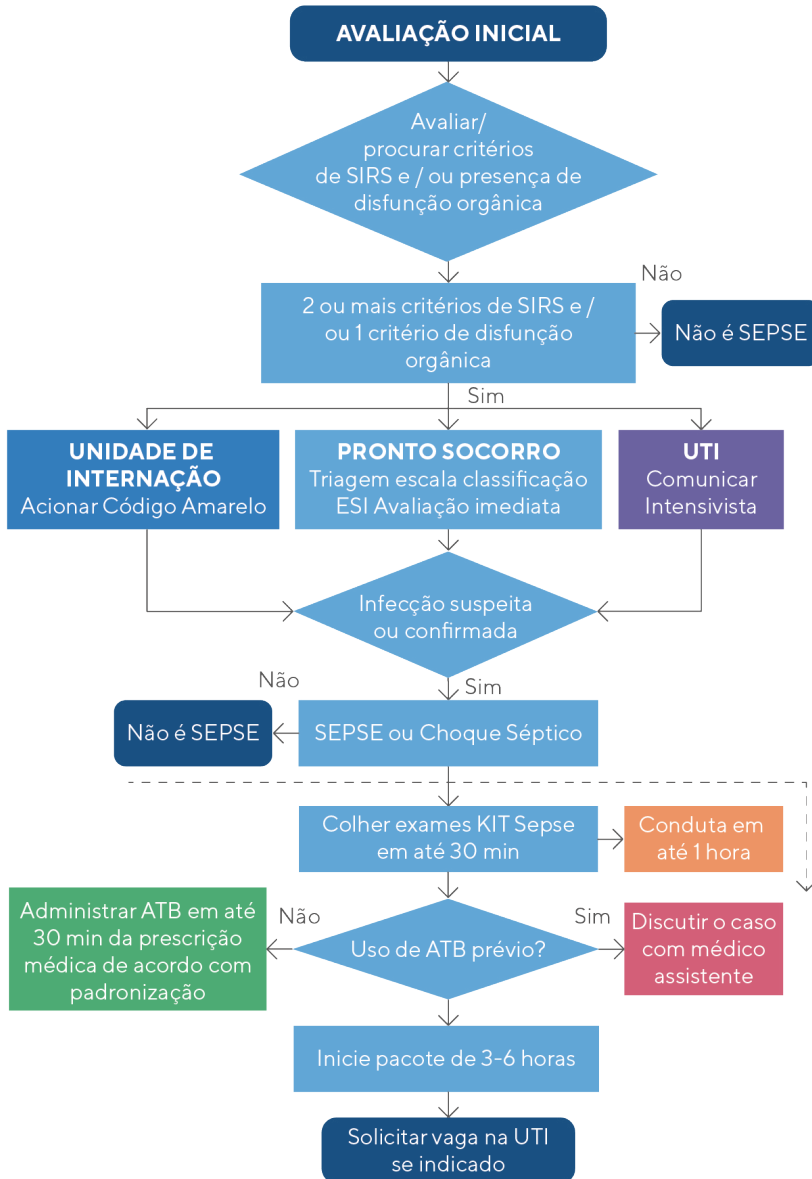 AVALIAÇÃO INICIAL
Avaliar/
procurar critérios
de SIRS e / ou presença de
disfunção orgânica
Não
2 ou mais critérios de SIRS e /
ou 1 critério de disfunção
orgânica
Não é SEPSE
Sim
UNIDADE DE
INTERNAÇÃO
Acionar Código Amarelo
PRONTO SOCORRO
Triagem escala classificação
ESI Avaliação imediata
UTI
Comunicar
Intensivista
Infecção suspeita
ou confirmada
Não
Sim
Não é SEPSE
SEPSE ou Choque Séptico
Colher exames KIT Sepse
em até 30 min
Conduta em
até 1 hora
Administrar ATB em até
30 min da prescrição
médica de acordo com
padronização
Não
Uso de ATB prévio?
Sim
Discutir o caso
com médico
assistente
Inicie pacote de 3-6 horas
Solicitar vaga na UTI
se indicado